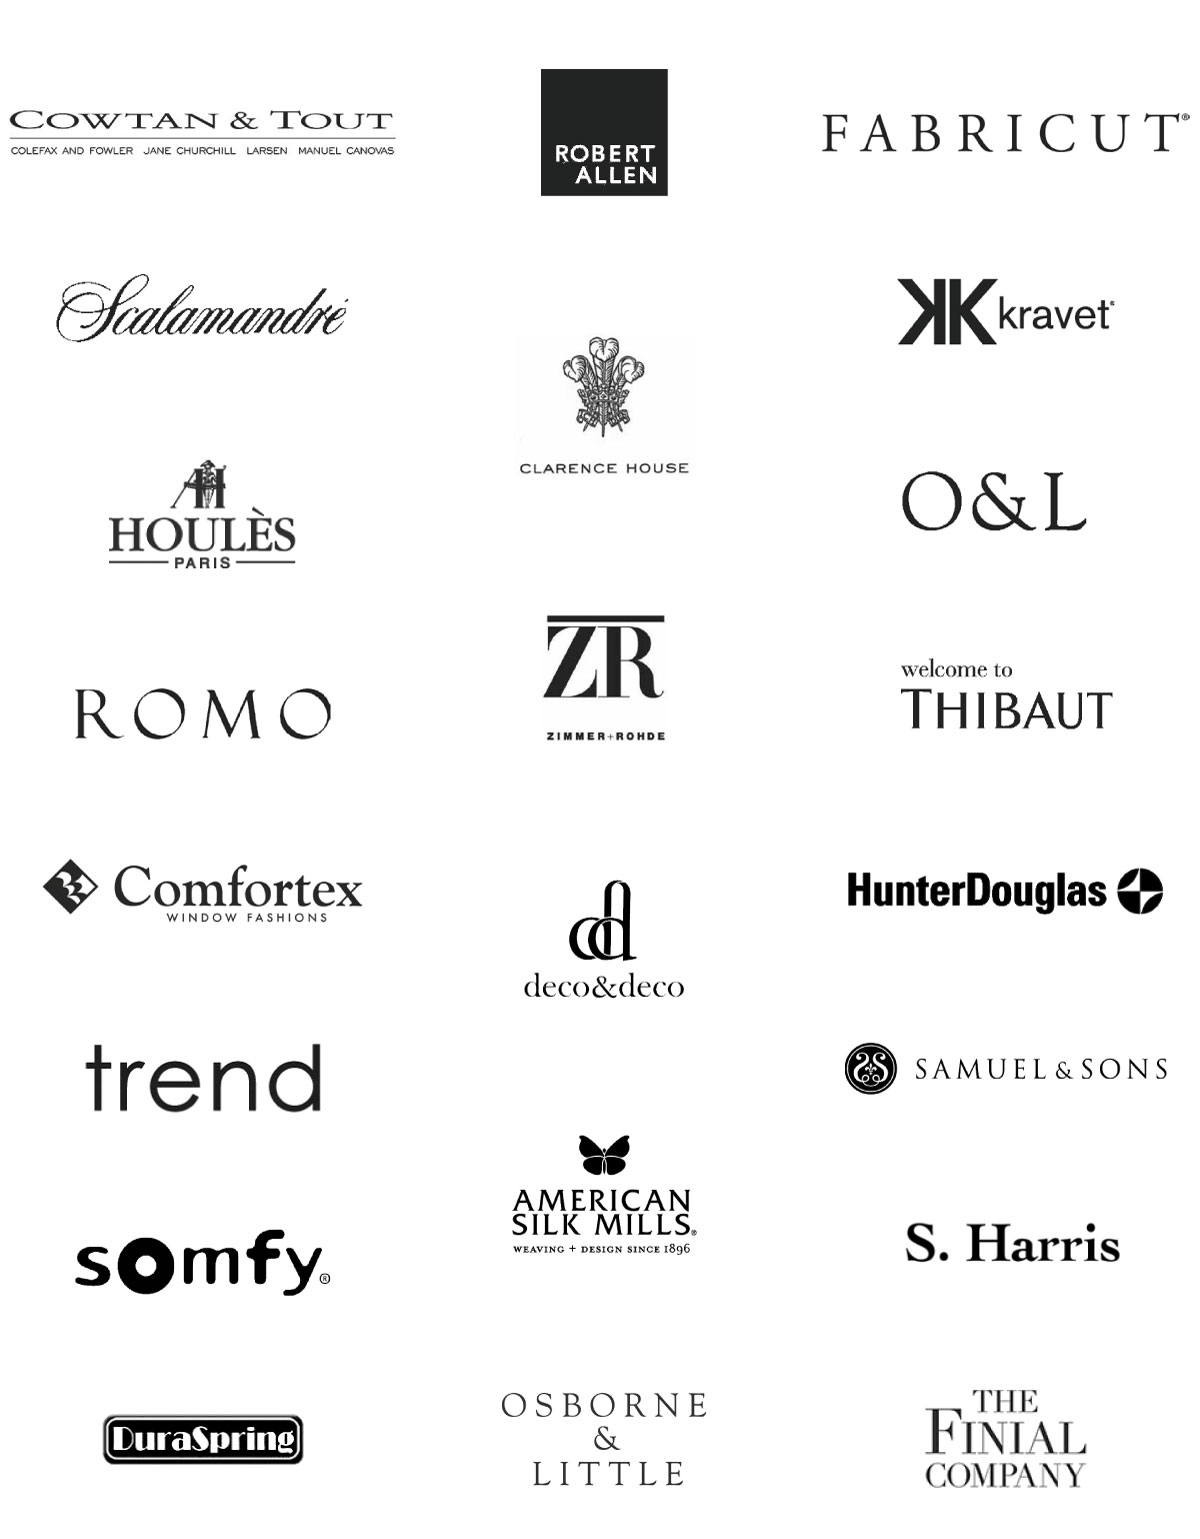 COWTAN & TOUT
COLEFAX AND FOWLER JANE CHURCHILL LARSEN MANUEL CANOVAS
ROBERT
ALLEN
FABRICUT®
Scalamandré
CLARENCE HOUSE
KK kravet®
H
HOULÈS
PARIS
O&L
ROMO
ZR
ZIMMER+ROHDE
welcome to
THIBAUT
Comfortex
WINDOW FASHIONS
dd
deco&deco
HunterDouglas
trend
SAMUEL & SONS
AMERICAN
SILK MILLS®
WEAVING + DESIGN SINCE 1896
somfy®
S. Harris
DuraSpring
OSBORNE
&
LITTLE
THE
FINIAL
COMPANY